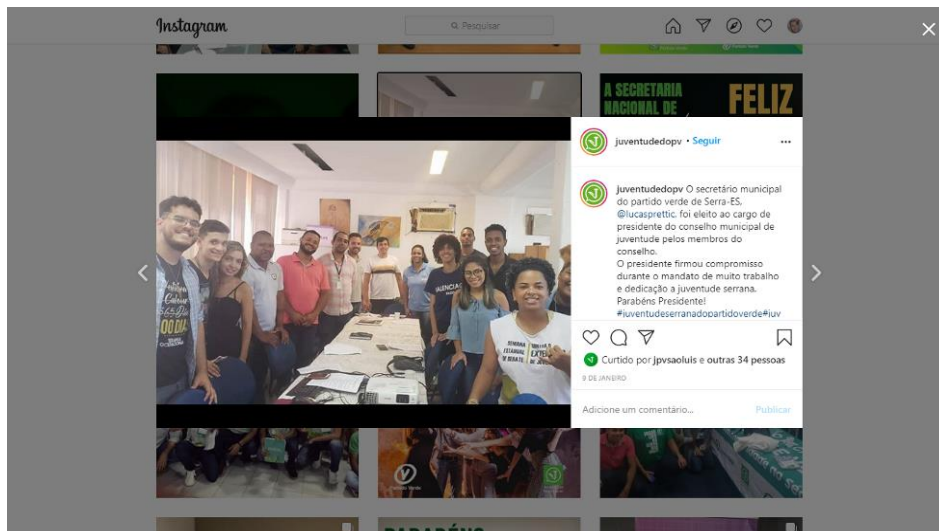 Instagram
Pesquisar
A SECRETARIA
NACIONAL DE
FELIZ
juventudedopv • Seguir
juventudedopv O secretário municipal
do partido verde de Serra-ES,
@lucasprettic, foi eleito ao cargo de
presidente do conselho municipal de
juventude pelos membros do
conselho.
O presidente firmou compromisso
durante o mandato de muito trabalho
e dedicação a juventude serrana.
Parabéns Presidente!
#juventudeserranadopartidoverde#juv
Curtido por jpvsaoluis e outras 34 pessoas
9 DE JANEIRO
Adicione um comentário...
Publicar